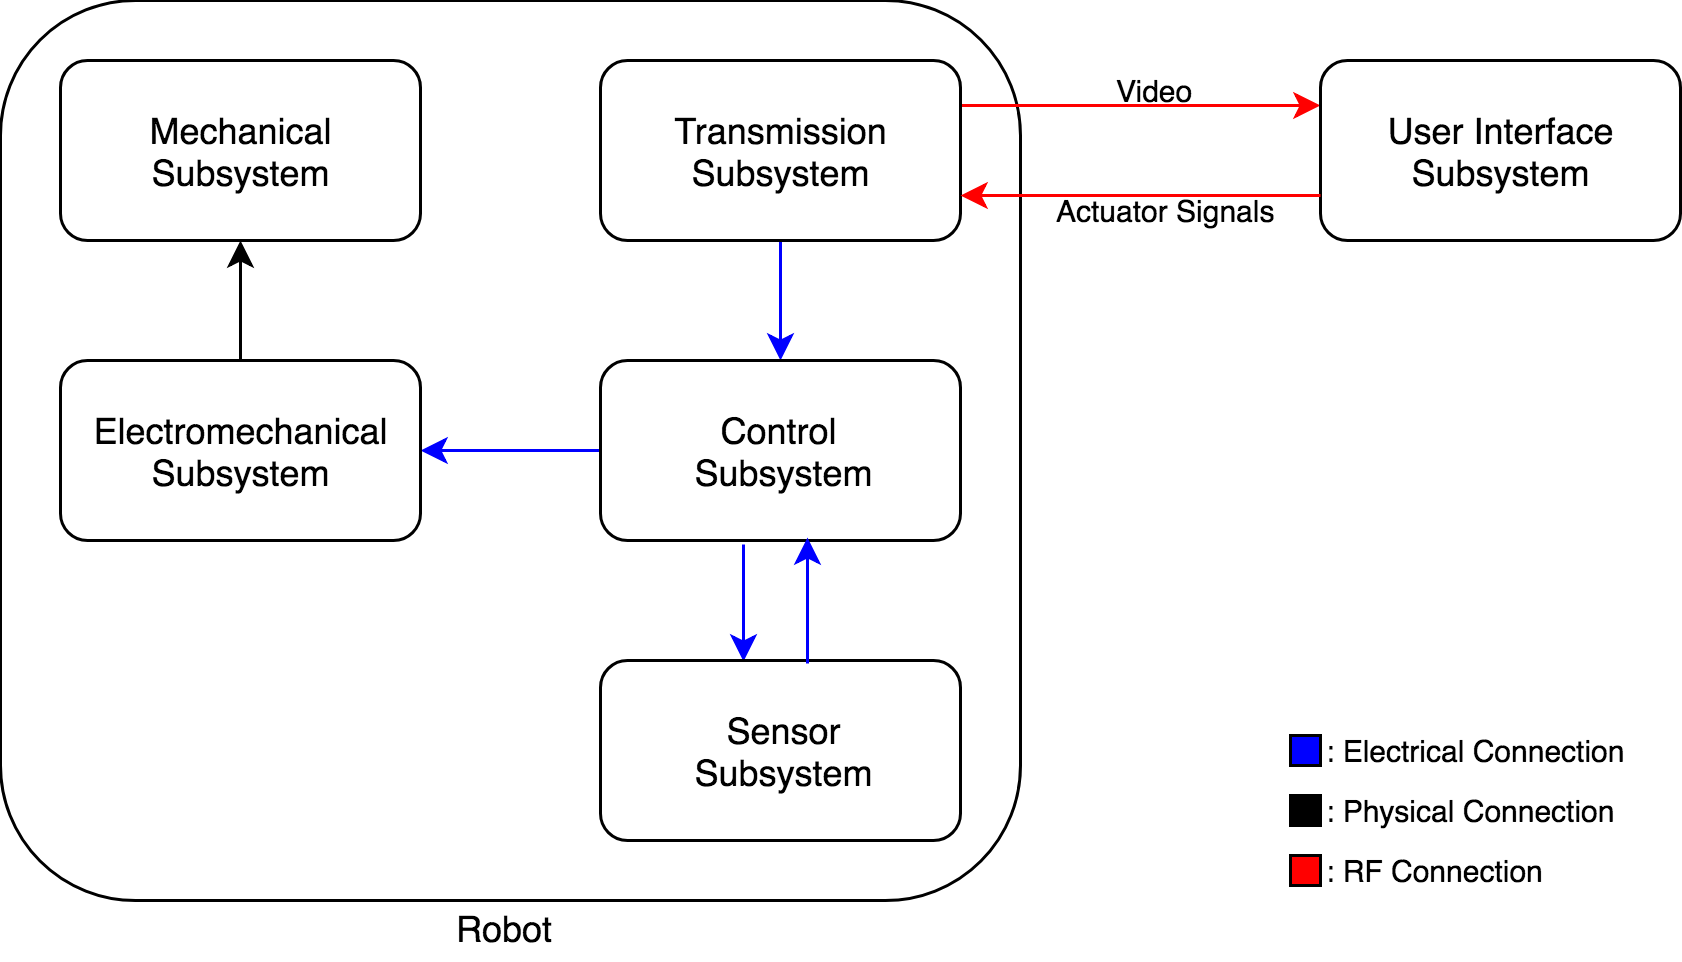 Mechanical
Subsystem
Transmission
Subsystem
Video
Actuator Signals
User Interface
Subsystem
Electromechanical
Subsystem
Control
Subsystem
Sensor
Subsystem
: Electrical Connection
: Physical Connection
: RF Connection
Robot